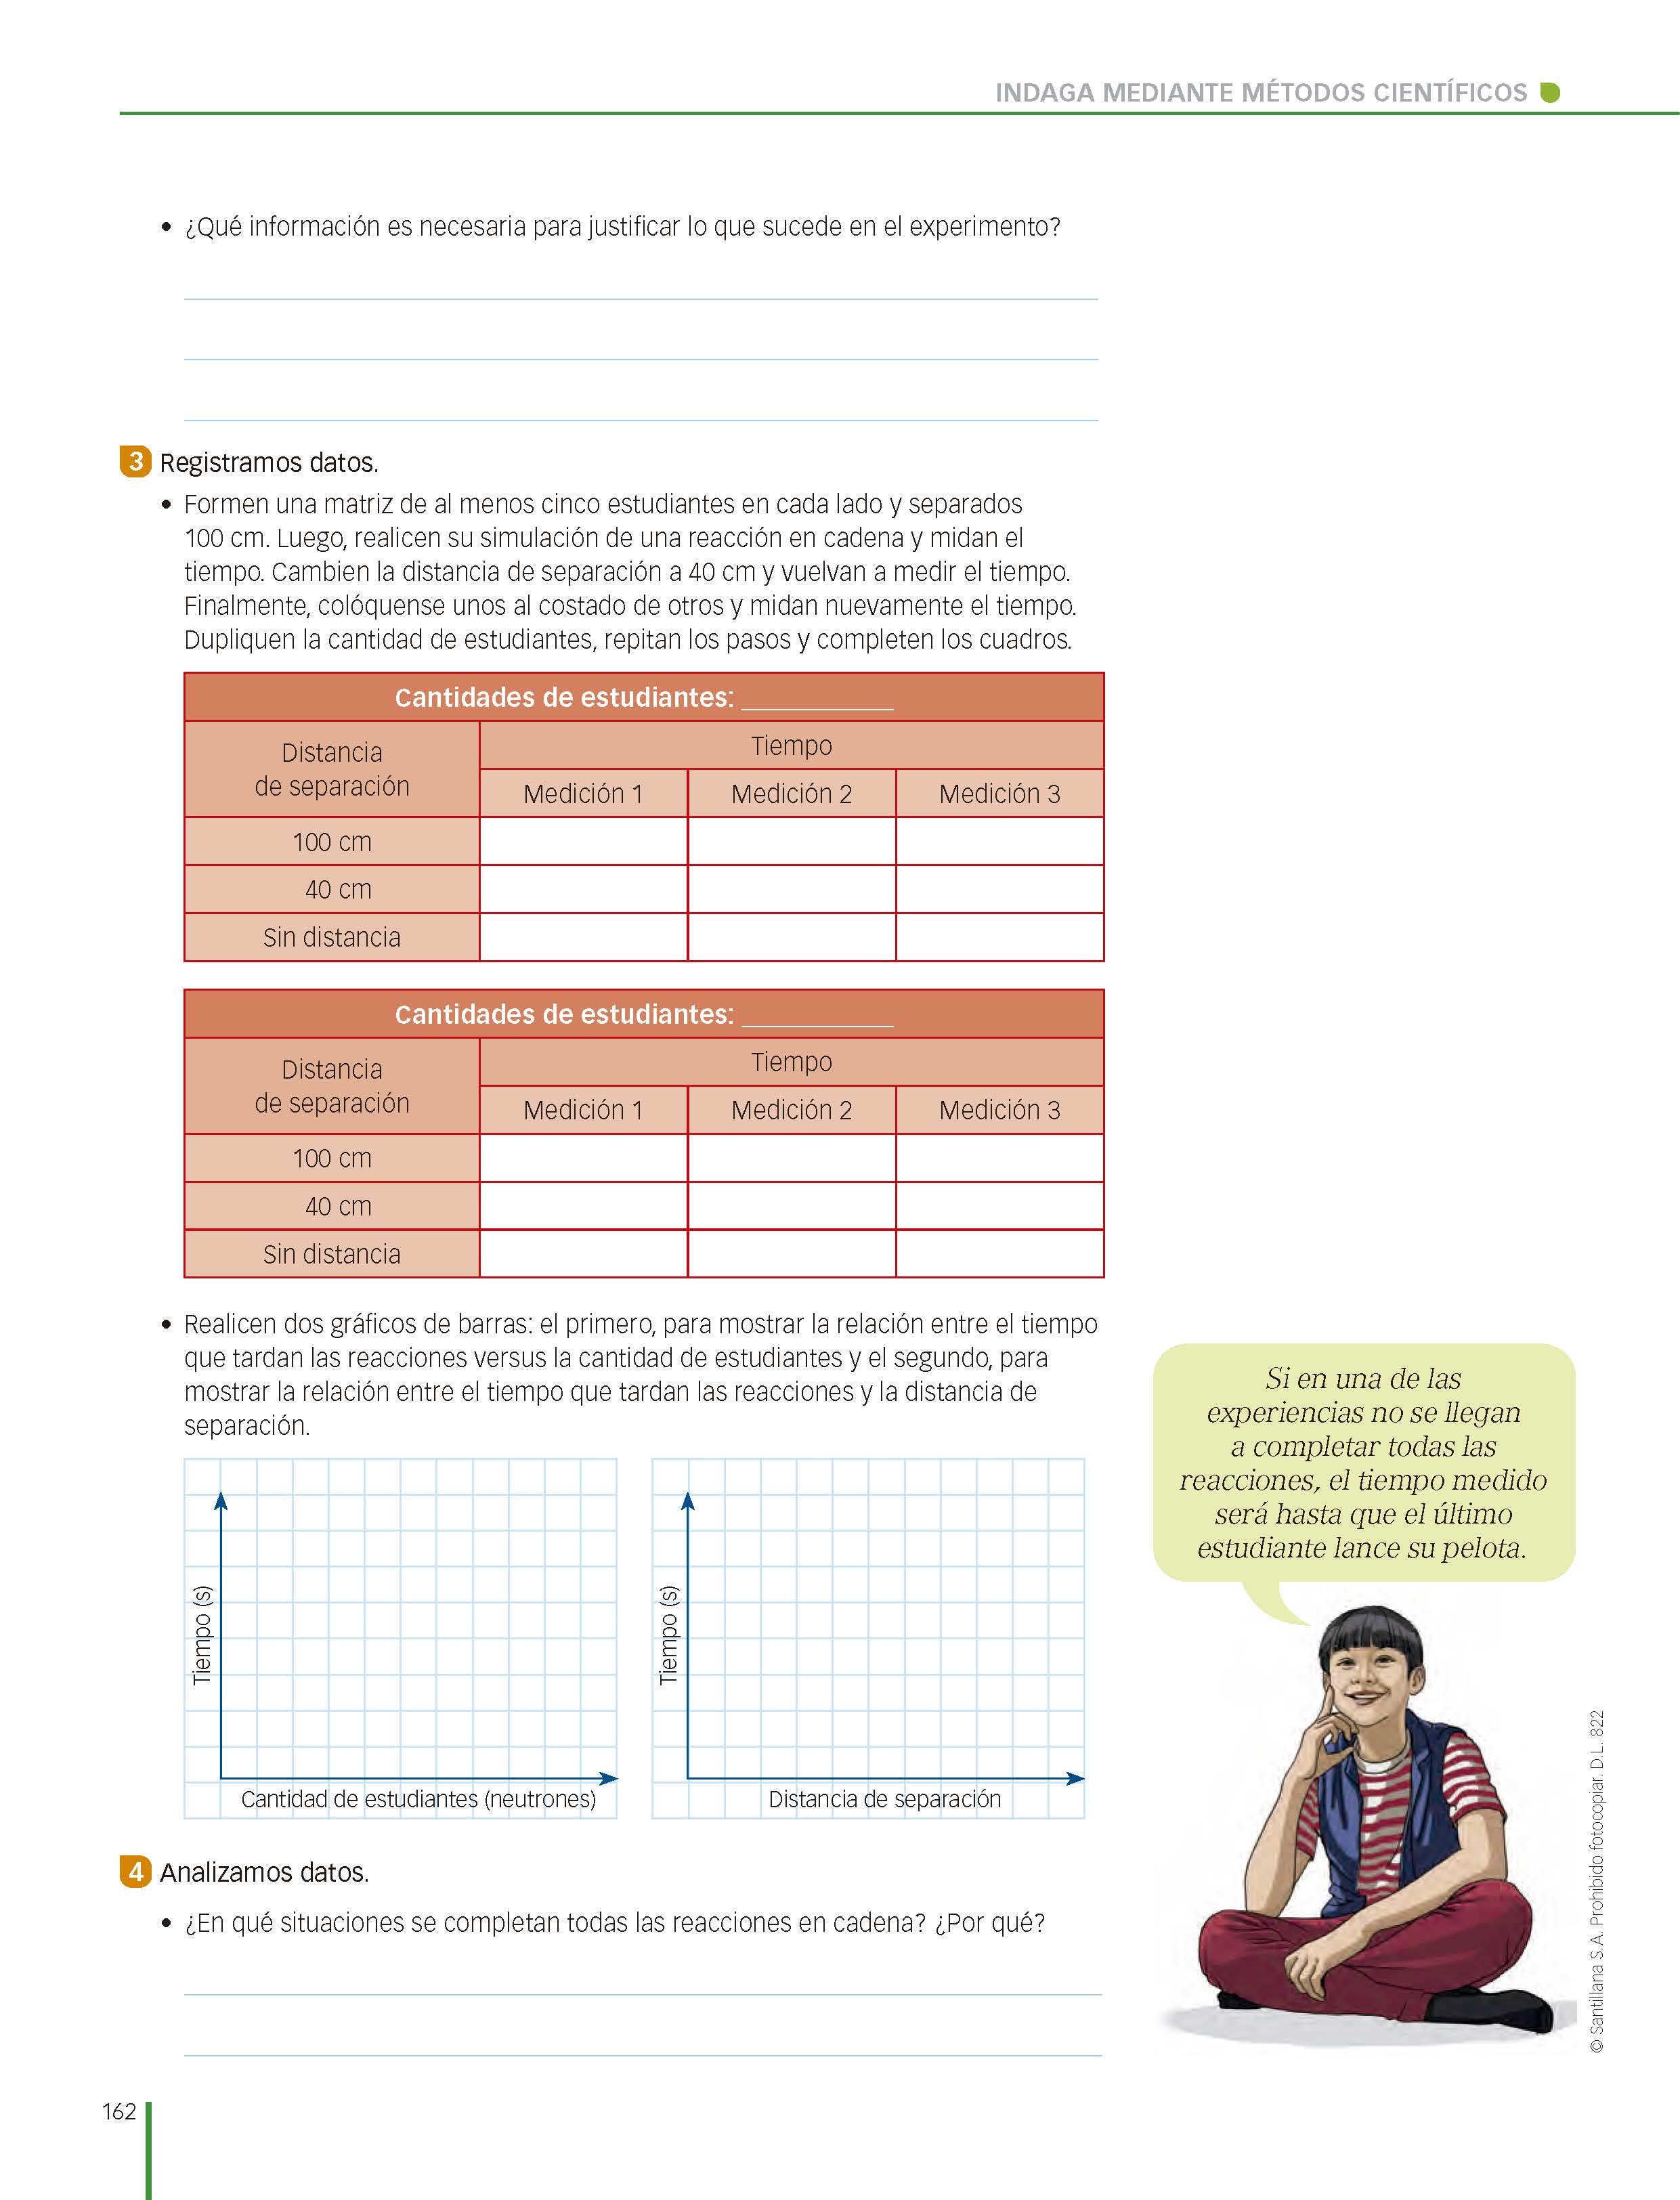 INDAGA MEDIANTE MÉTODOS CIENTÍFICOS
• ¿Qué información es necesaria para justificar lo que sucede en el experimento?
3 Registramos datos.
• Formen una matriz de al menos cinco estudiantes en cada lado y separados
100 cm. Luego, realicen su simulación de una reacción en cadena y midan el
tiempo. Cambien la distancia de separación a 40 cm y vuelvan a medir el tiempo.
Finalmente, colóquense unos al costado de otros y midan nuevamente el tiempo.
Dupliquen la cantidad de estudiantes, repitan los pasos y completen los cuadros.
Cantidades de estudiantes: ___________
Distancia
de separación
Tiempo
Medición 1 Medición 2 Medición 3
100 cm
40 cm
Sin distancia
Cantidades de estudiantes: ___________
Distancia
de separación
Tiempo
Medición 1 Medición 2 Medición 3
100 cm
40 cm
Sin distancia
• Realicen dos gráficos de barras: el primero, para mostrar la relación entre el tiempo
que tardan las reacciones versus la cantidad de estudiantes y el segundo, para
mostrar la relación entre el tiempo que tardan las reacciones y la distancia de
separación.
Tiempo (s)
Cantidad de estudiantes (neutrones)
Tiempo (s)
Distancia de separación
Si en una de las
experiencias no se llegan
a completar todas las
reacciones, el tiempo medido
será hasta que el último
estudiante lance su pelota.
4 Analizamos datos.
• ¿En qué situaciones se completan todas las reacciones en cadena? ¿Por qué?
© Santillana S.A. Prohibido fotocopiar. D.L. 822
162